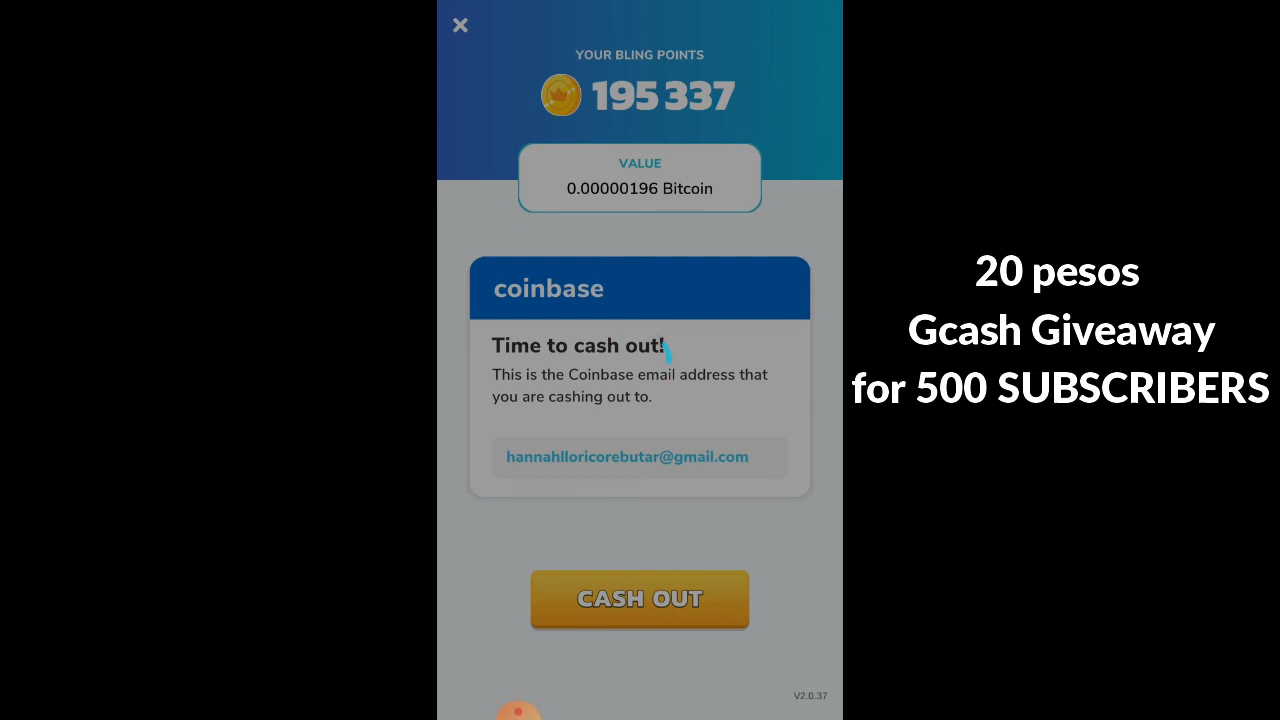 YOUR BLING POINTS
195 337
VALUE
0.00000196 Bitcoin
coinbase
Time to cash out!
This is the Coinbase email address that
you are cashing out to.
hannahlloricorebutar@gmail.com
CASH OUT
V2.0.37
20 pesos
Gcash Giveaway
for 500 SUBSCRIBERS